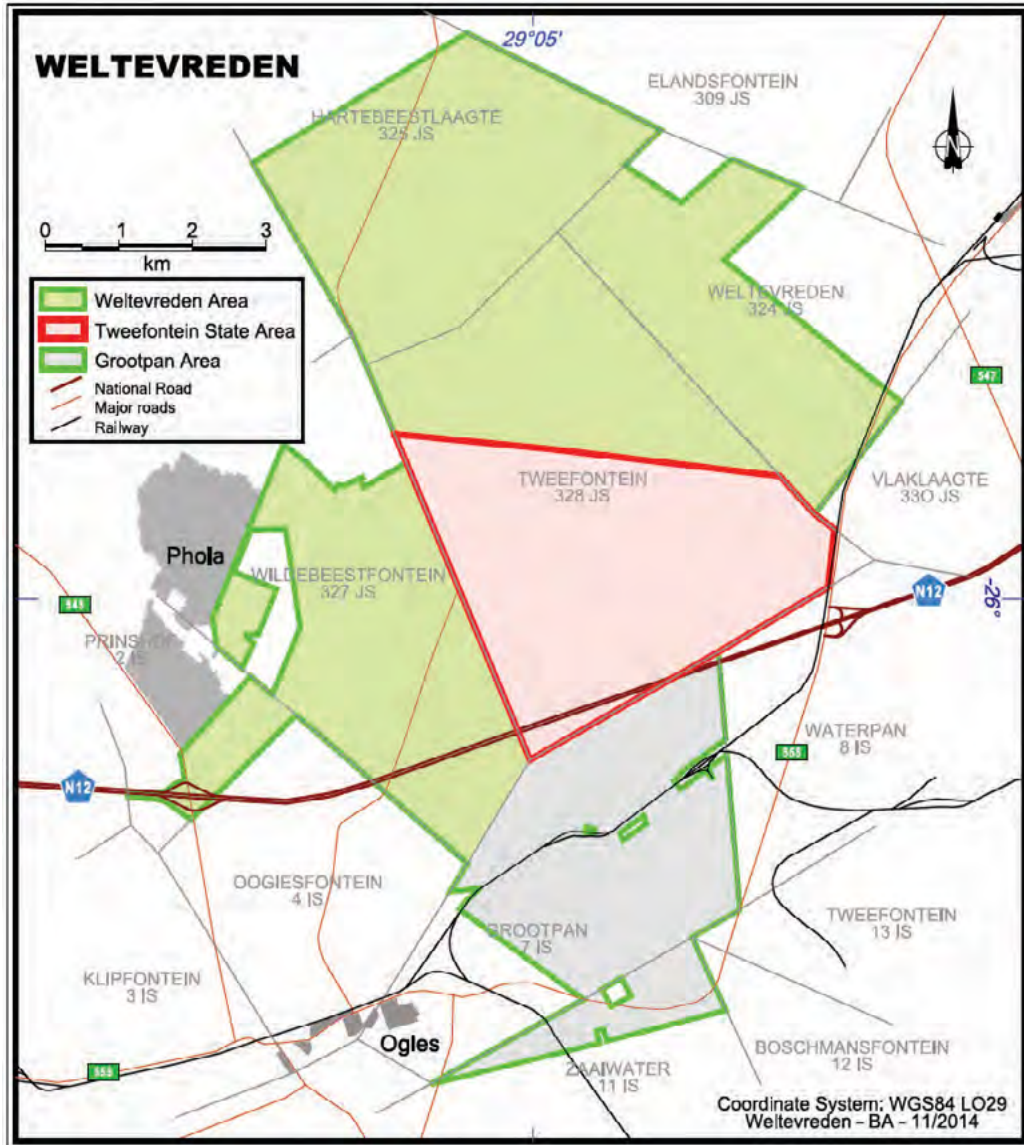 29°05'
WELTEVREDEN
ELANDSFONTEIN
309 JS
HARTEBEESTLAAGTE
325 JS
N
0 1 2 3
km
Weltevreden Area
Tweefontein State Area
Grootpan Area
National Road
Major roads
Railway
WELTEVREDEN
324 JS
547
TWEEFONTEIN
328 JS
VLAKLAAGTE
330 JS
Phola
WILDEBEESTFONTEIN
327 JS
N12
-26°
545
PRINSHOF
2 IS
WATERPAN
8 IS
555
N12
OOGIESFONTEIN
4 IS
TWEEFONTEIN
13 IS
GROOTPAN
7 IS
KLIPFONTEIN
3 IS
Ogles
BOSCHMANSFONTEIN
12 IS
ZAAIWATER
11 IS
555
Coordinate System: WGS84 LO29
Weltevreden - BA - 11/2014